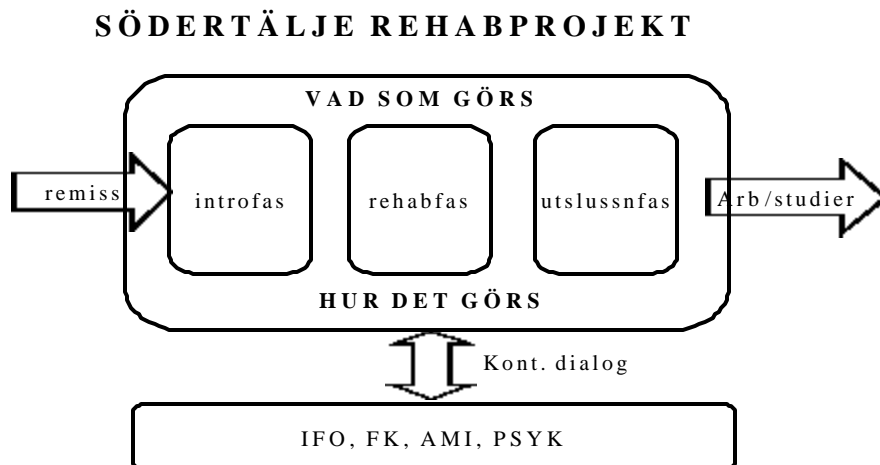 SÖDERTÄLJE REHABPROJEKT
VAD SOM GÖRS
remiss
introfas
rehabfas
utslussnfas
Arb/studier
HUR DET GÖRS
Kont. dialog
IFO, FK, AMI, PSYK